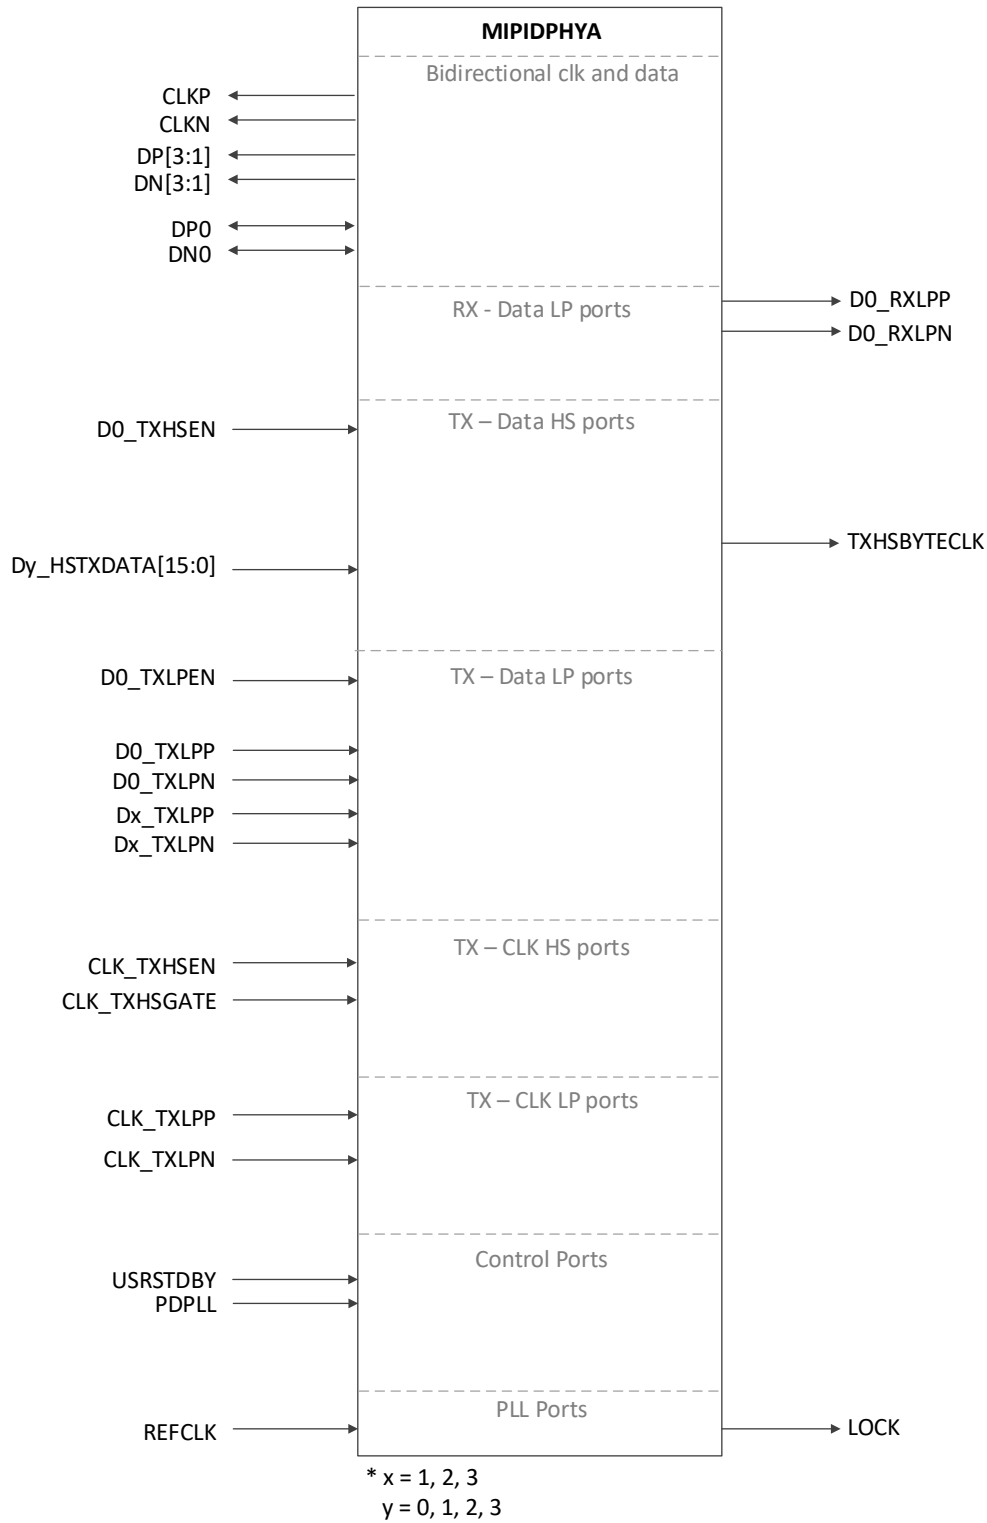 MIPIDPHYA
Bidirectional clk and data
CLKP
CLKN
DP[3:1]
DN[3:1]
DP0
DN0
RX - Data LP ports
D0_RXLPP
D0_RXLPN
TX – Data HS ports
D0_TXHSEN
TXHSBYTECLK
Dy_HSTXDATA[15:0]
TX – Data LP ports
D0_TXLPEN
D0_TXLPP
D0_TXLPN
Dx_TXLPP
Dx_TXLPN
TX – CLK HS ports
CLK_TXHSEN
CLK_TXHSGATE
TX – CLK LP ports
CLK_TXLPP
CLK_TXLPN
Control Ports
USRSTDBY
PDPLL
PLL Ports
REFCLK
LOCK
* x = 1, 2, 3
y = 0, 1, 2, 3